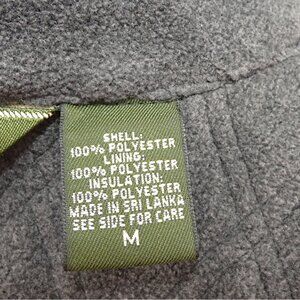 SHELL:
100% POLYESTER
LINING:
100% POLYESTER
INSULATION:
100% POLYESTER
MADE IN SRI LANKA
SEE SIDE FOR CARE
M